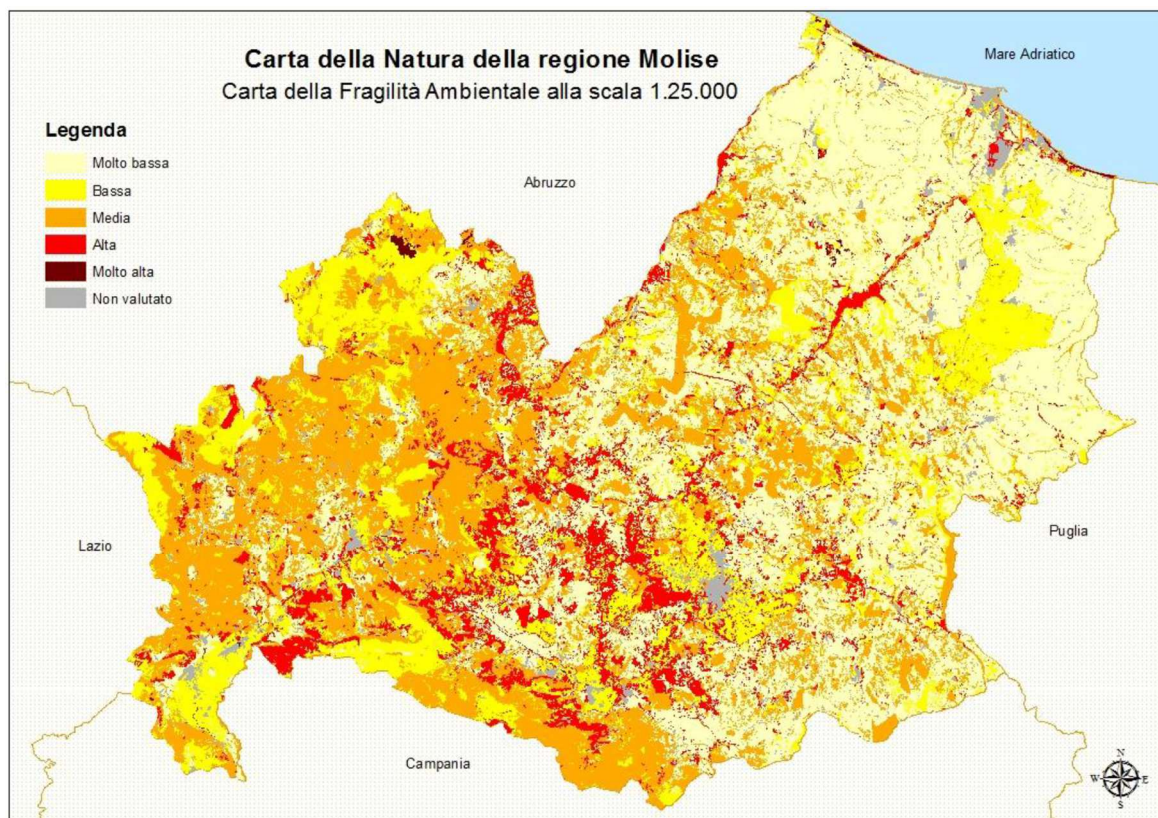 Carta della Natura della regione Molise
Carta della Fragilità Ambientale alla scala 1:25.000
Mare Adriatico
Legenda
Molto bassa
Bassa
Media
Alta
Molto alta
Non valutato
Abruzzo
Lazio
Puglia
Campania
N
W
E
S